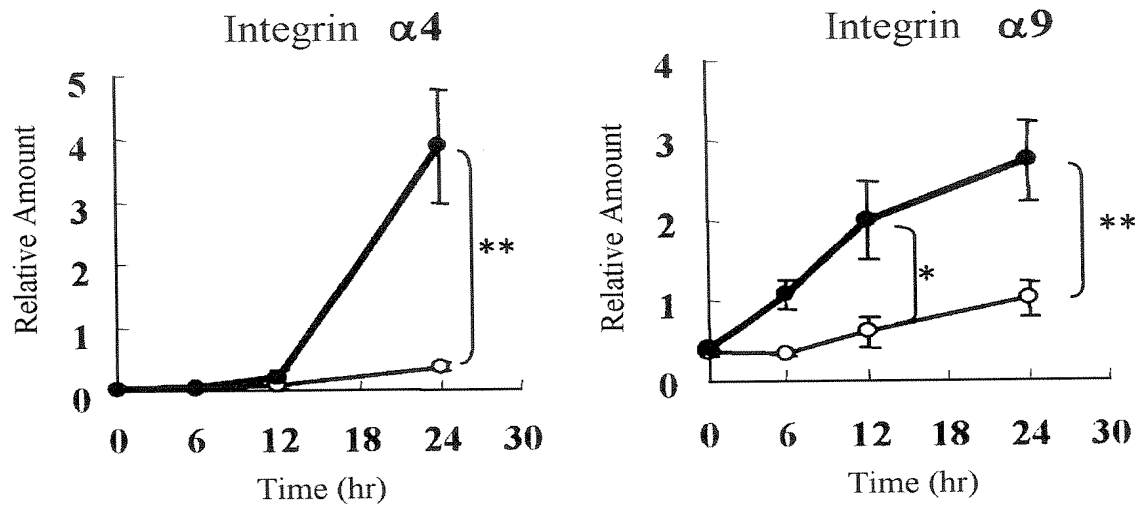 Integrin α4
Relative Amount
5
4
3
2
1
0
**
0 6 12 18 24 30
Time (hr)
Integrin α9
Relative Amount
4
3
2
1
0
*
**
0 6 12 18 24 30
Time (hr)